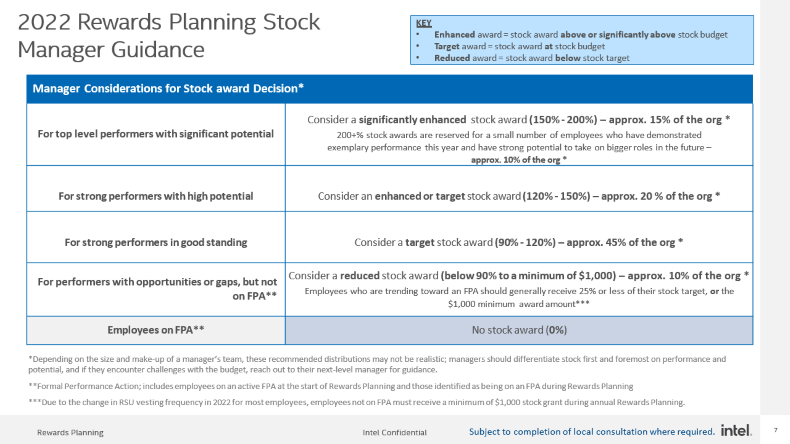 2022 Rewards Planning Stock
Manager Guidance
KEY
• Enhanced award = stock award above or significantly above stock budget
• Target award = stock award at stock budget
• Reduced award = stock award below stock target
Manager Considerations for Stock award Decision*
For top level performers with significant potential
Consider a significantly enhanced stock award (150% - 200%) – approx. 15% of the org *
200+% stock awards are reserved for a small number of employees who have demonstrated
exemplary performance this year and have strong potential to take on bigger roles in the future –
approx. 10% of the org *
For strong performers with high potential
Consider an enhanced or target stock award (120% - 150%) – approx. 20 % of the org *
For strong performers in good standing
Consider a target stock award (90% - 120%) – approx. 45% of the org *
For performers with opportunities or gaps, but not
on FPA**
Consider a reduced stock award (below 90% to a minimum of $1,000) – approx. 10% of the org *
Employees who are trending toward an FPA should generally receive 25% or less of their stock target, or the
$1,000 minimum award amount***
Employees on FPA**
No stock award (0%)
*Depending on the size and make-up of a manager's team, these recommended distributions may not be realistic; managers should differentiate stock first and foremost on performance and
potential, and if they encounter challenges with the budget, reach out to their next-level manager for guidance.
**Formal Performance Action; includes employees on an active FPA at the start of Rewards Planning and those identified as being on an FPA during Rewards Planning
***Due to the change in RSU vesting frequency in 2022 for most employees, employees not on FPA must receive a minimum of $1,000 stock grant during annual Rewards Planning.
Rewards Planning
Intel Confidential
Subject to completion of local consultation where required.
intel.
7